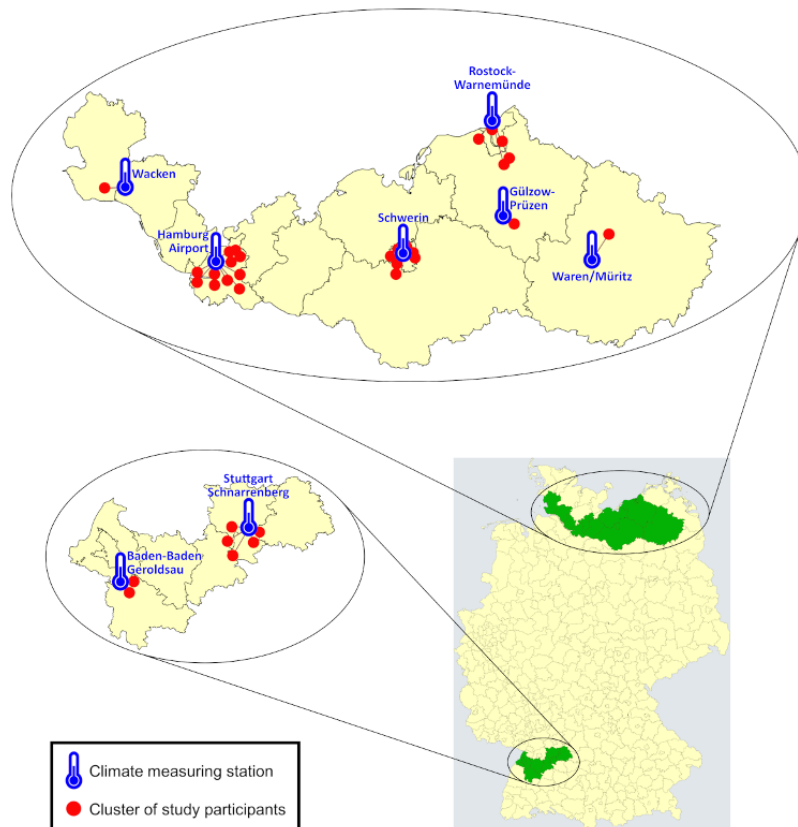 Rostock-
Warnemünde
Wacken
Gülzow-
Prüzen
Schwerin
Hamburg
Airport
Waren/Müritz
Stuttgart
Schnarrenberg
Baden-Baden
Geroldsau
Climate measuring station
Cluster of study participants